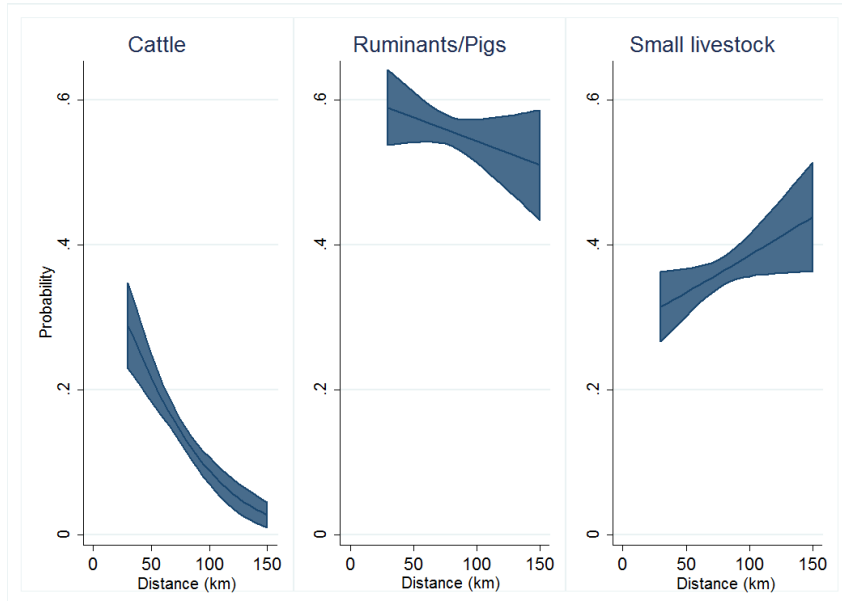 Cattle
Ruminants/Pigs
Small livestock
Probability
0
.2
.4
.6
0
.2
.4
.6
0
.2
.4
.6
0 50 100 150
0 50 100 150
0 50 100 150
Distance (km)
Distance (km)
Distance (km)